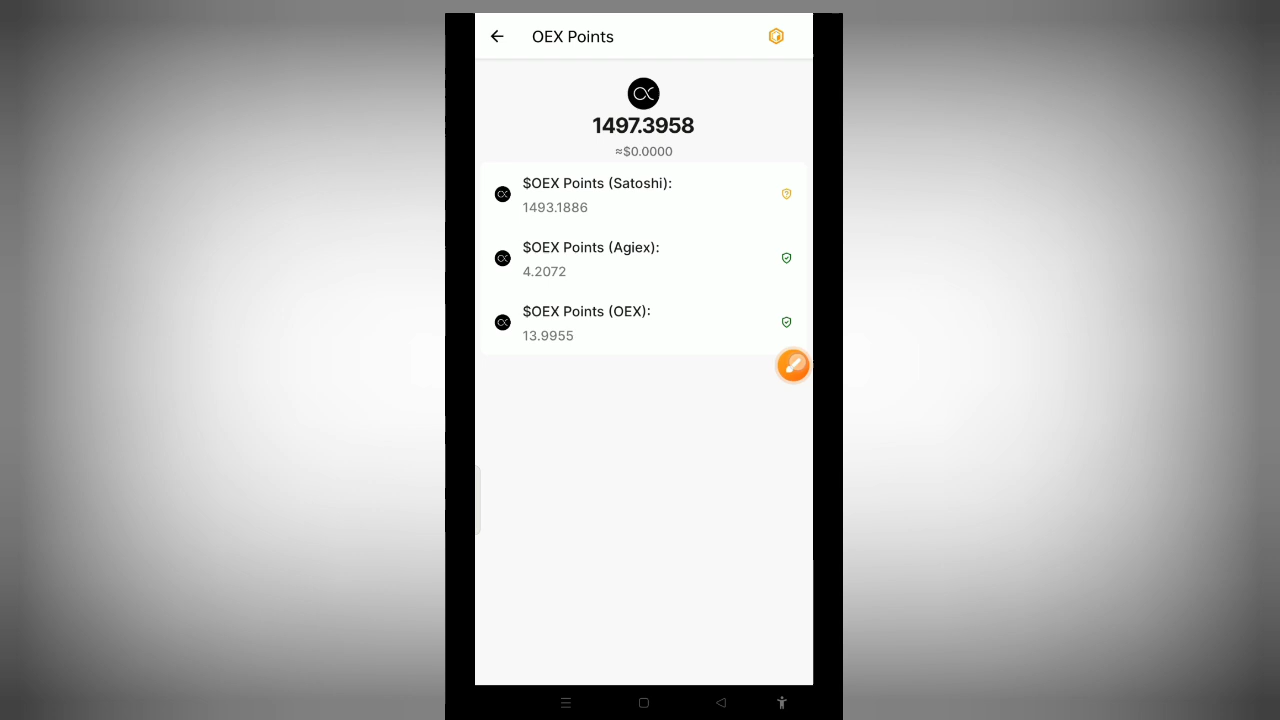 OEX Points
1497.3958
≈$0.0000
$OEX Points (Satoshi):
1493.1886
$OEX Points (Agiex):
4.2072
$OEX Points (OEX):
13.9955